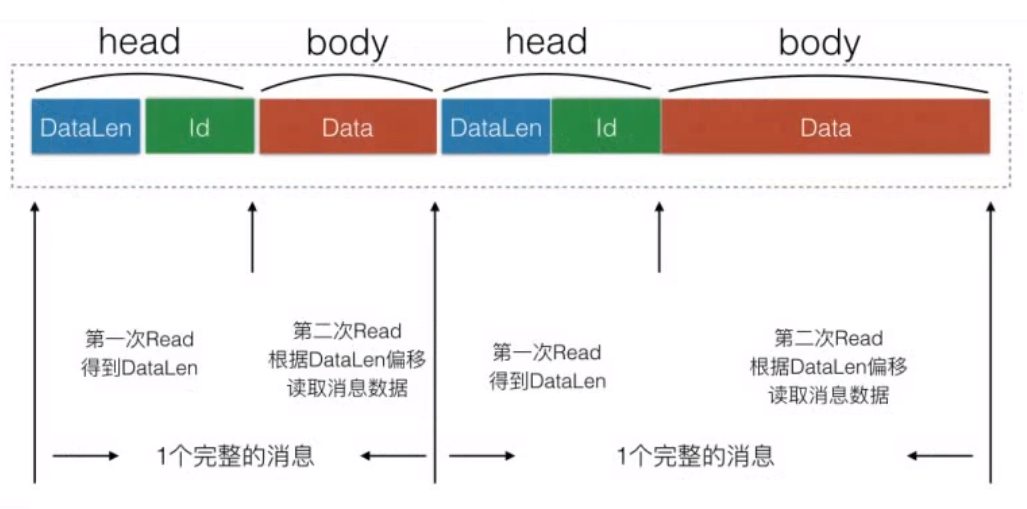 head
body
head
body
DataLen
Id
Data
DataLen
Id
Data
第一次Read
得到DataLen
第二次Read
根据DataLen偏移
读取消息数据
第一次Read
得到DataLen
第二次Read
根据DataLen偏移
读取消息数据
1个完整的消息
1个完整的消息